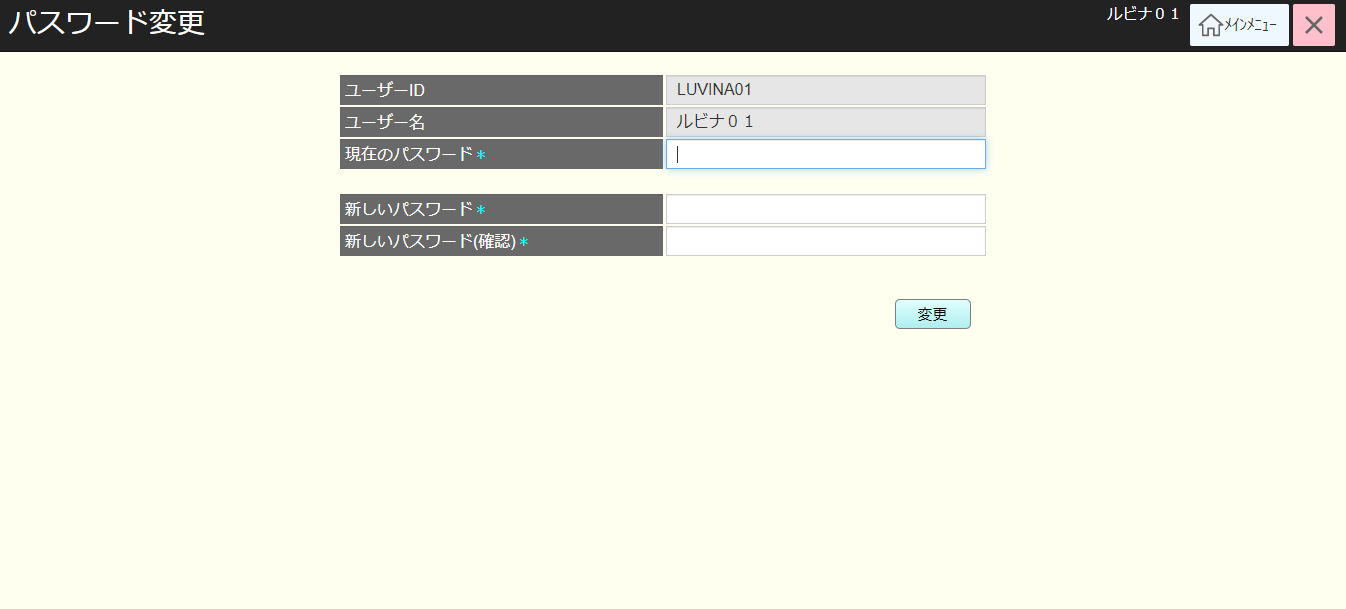 パスワード変更
ルビナ０１
ﾒｲﾝﾒﾆｭｰ
ユーザーID
LUVINA01
ユーザー名
ルビナ０１
現在のパスワード*
新しいパスワード*
新しいパスワード(確認)*
変更